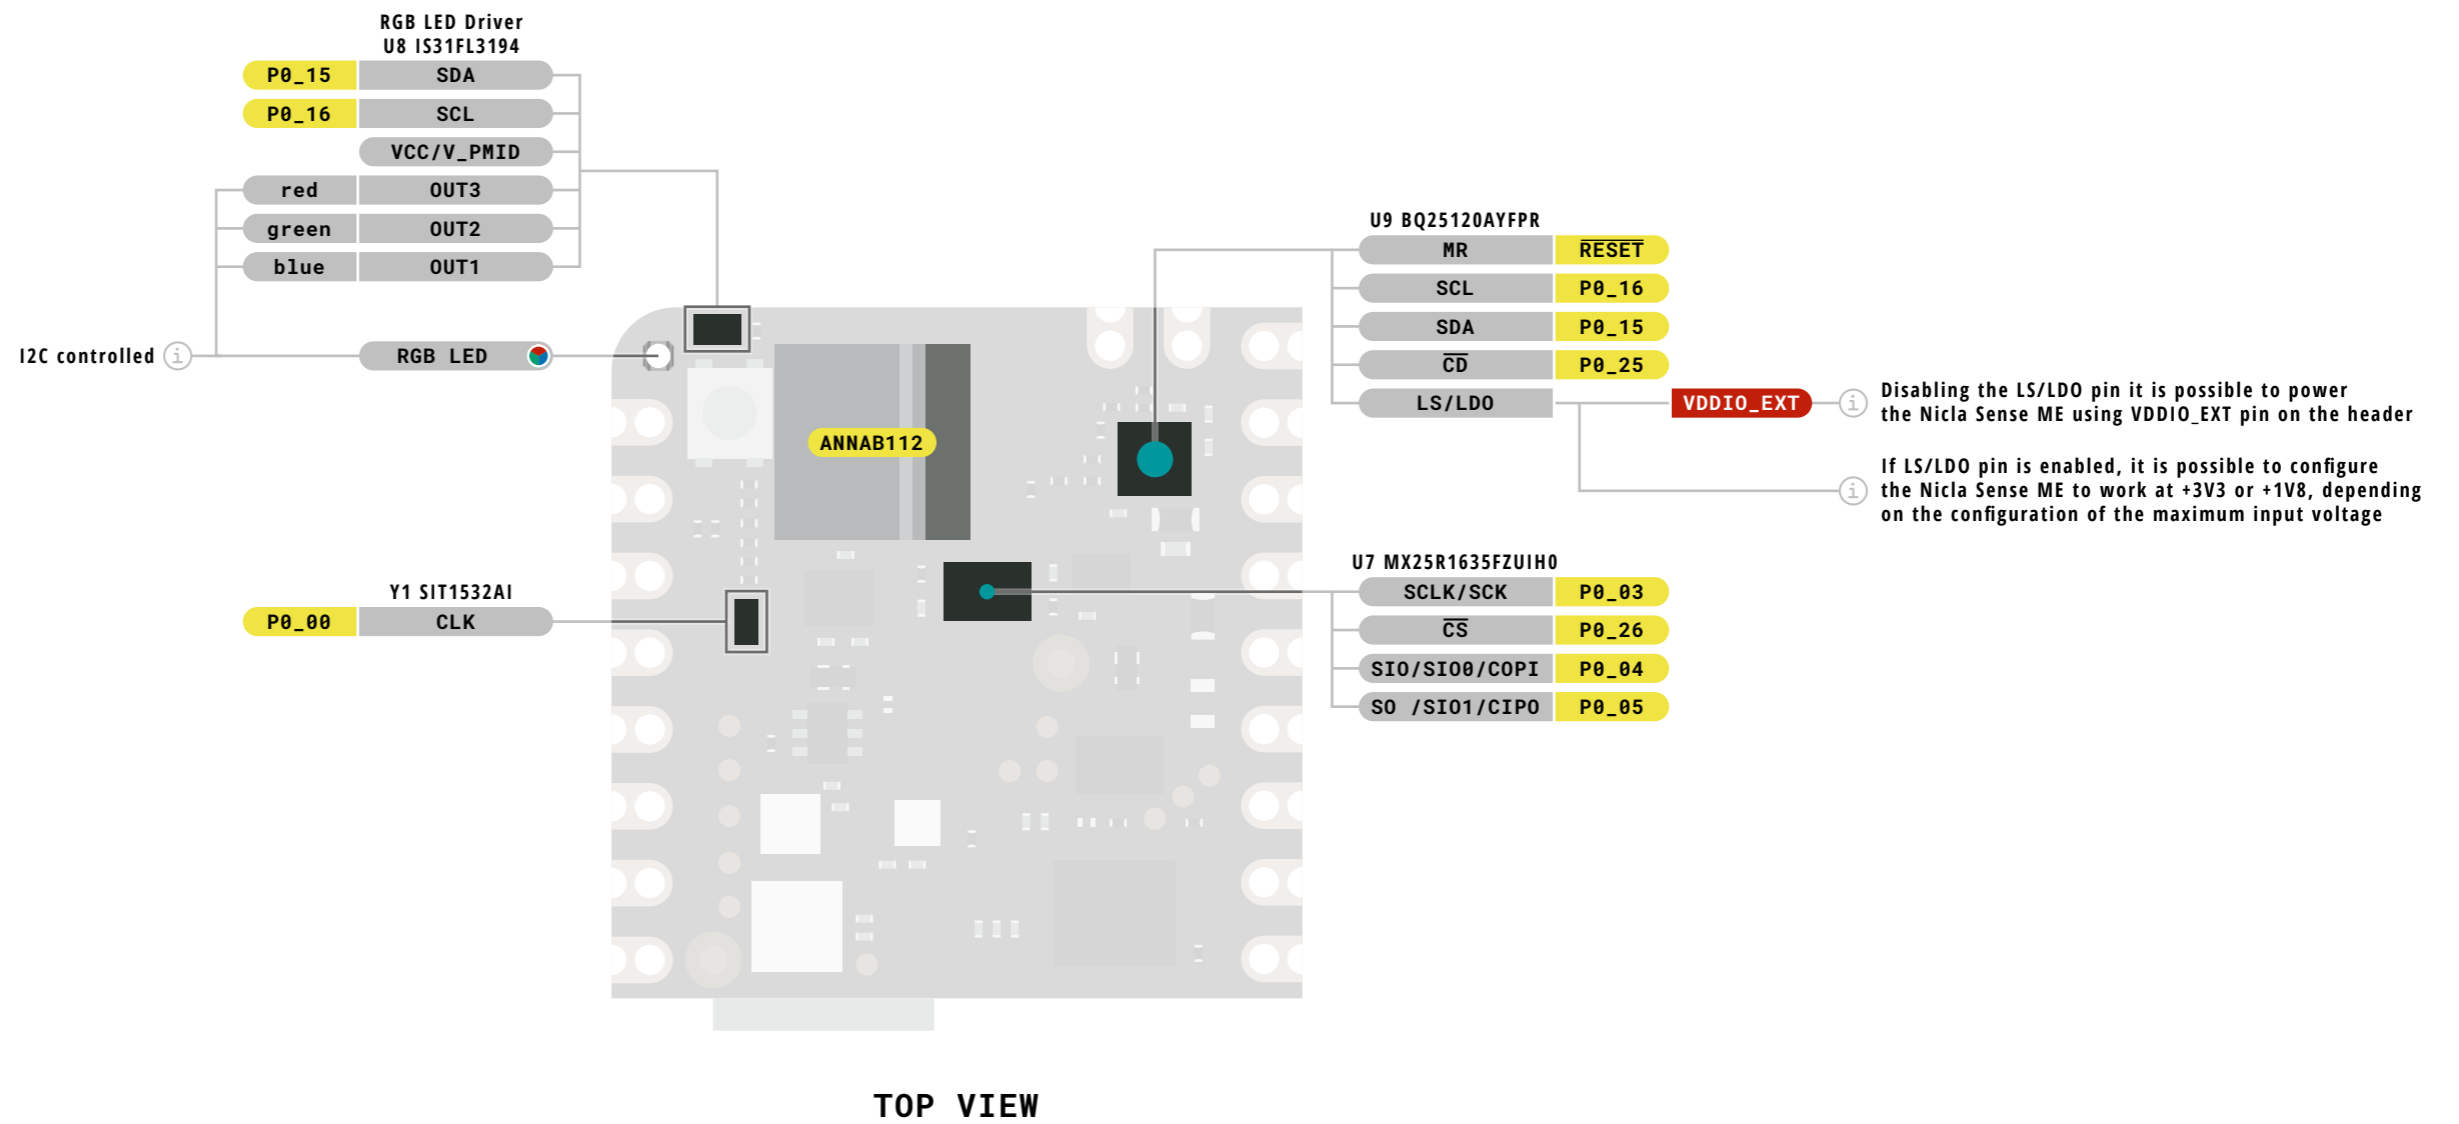 RGB LED Driver
U8 IS31FL3194
P0_15 SDA
P0_16 SCL
VCC/V_PMID
red OUT3
green OUT2
blue OUT1
I2C controlled i RGB LED
ANNAB112
Y1 SIT1532AI
P0_00 CLK
U9 BQ25120AYFPR
MR RESET
SCL P0_16
SDA P0_15
CD P0_25
LS/LDO VDDIO_EXT i
Disabling the LS/LDO pin it is possible to power
the Nicla Sense ME using VDDIO_EXT pin on the header
i
If LS/LDO pin is enabled, it is possible to configure
the Nicla Sense ME to work at +3V3 or +1V8, depending
on the configuration of the maximum input voltage
U7 MX25R1635FZUIH0
SCLK/SCK P0_03
CS P0_26
SIO/SIO0/COPI P0_04
SO /SIO1/CIPO P0_05
TOP VIEW